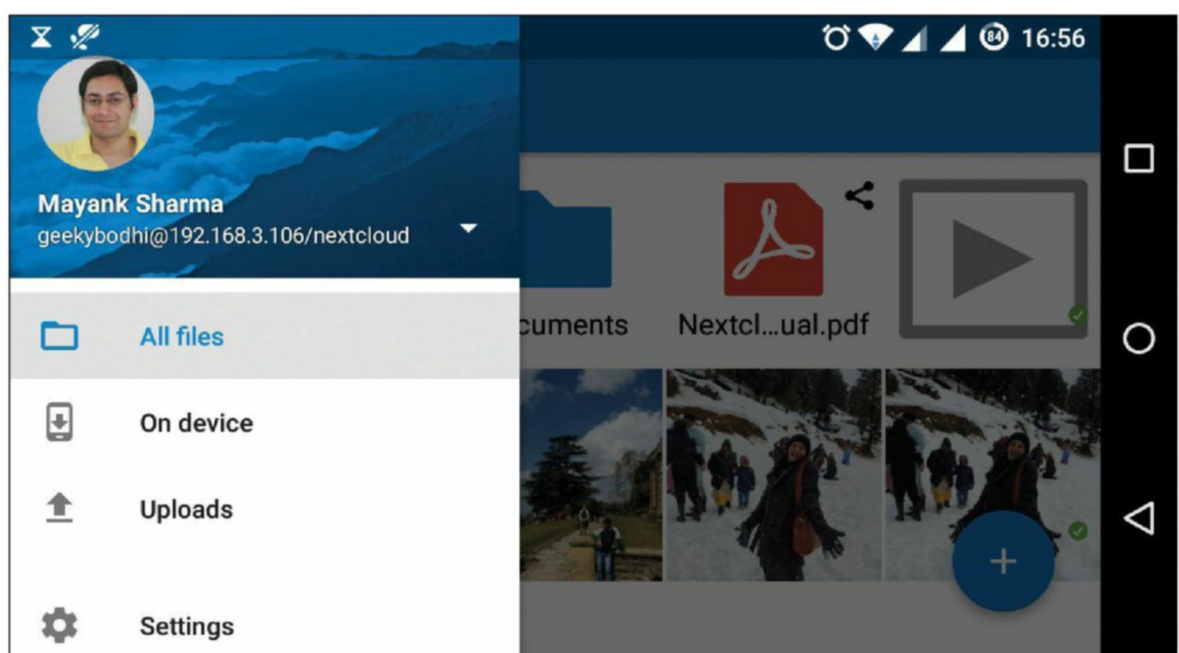 84 16:56
Mayank Sharma
geekybodhi@192.168.3.106/nextcloud
All files
On device
Uploads
Settings
cuments
Nextcl...ual.pdf